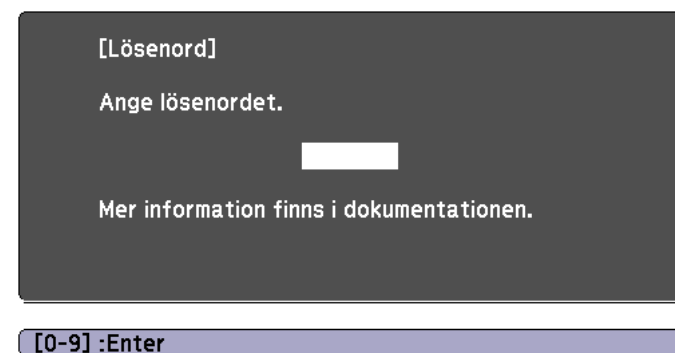 [Lösenord]
Ange lösenordet.
Mer information finns i dokumentationen.
[0-9] :Enter